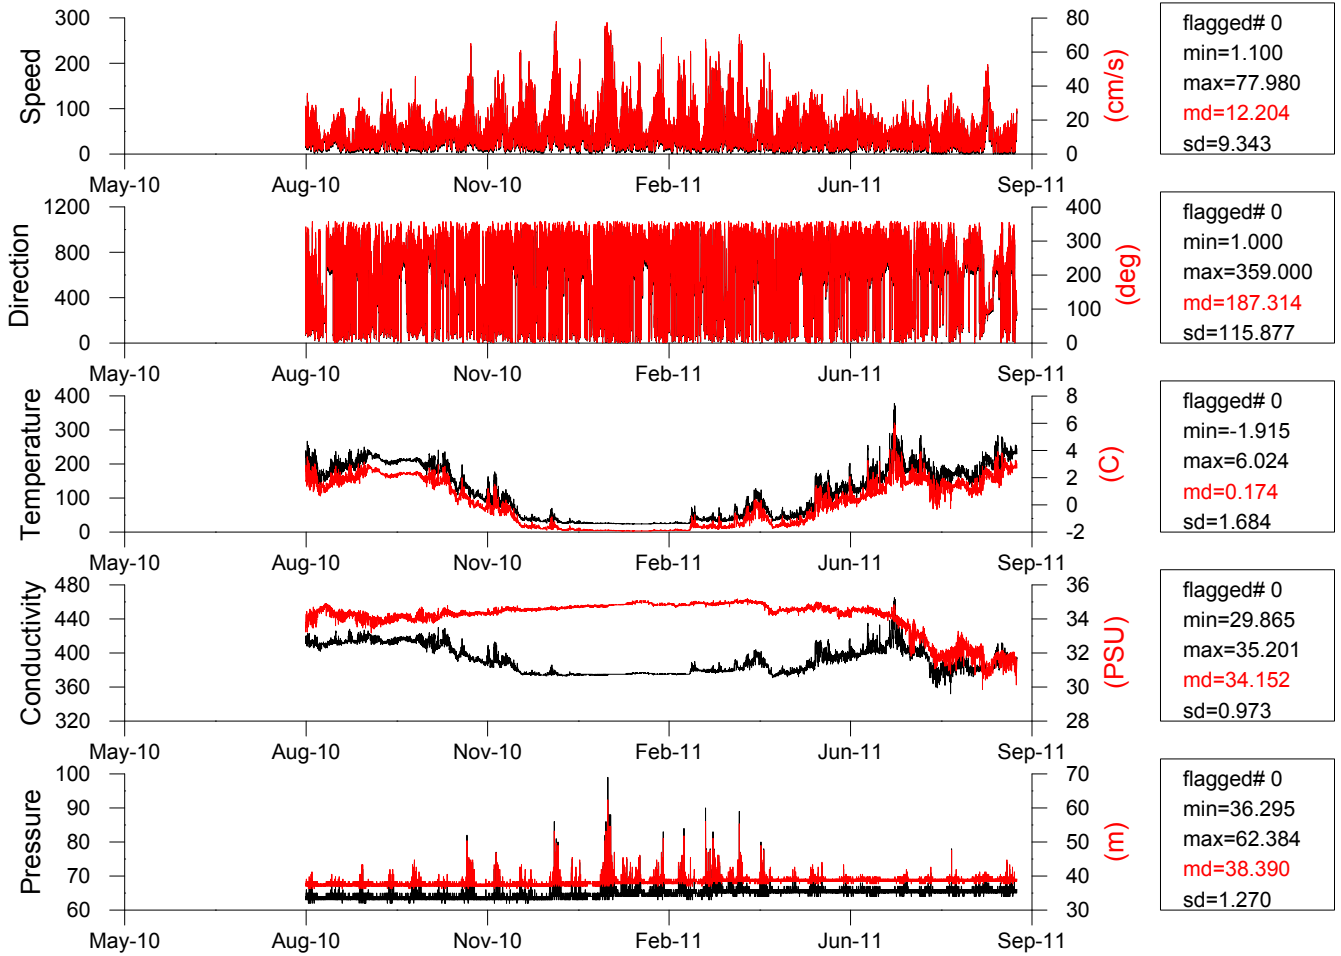 Speed
300
200
100
0
80
60
40
20
0
(cm/s)
May-10 Aug-10 Nov-10 Feb-11 Jun-11 Sep-11
flagged# 0
min=1.100
max=77.980
md=12.204
sd=9.343
Direction
1200
800
400
0
400
300
200
100
0
(deg)
May-10 Aug-10 Nov-10 Feb-11 Jun-11 Sep-11
flagged# 0
min=1.000
max=359.000
md=187.314
sd=115.877
Temperature
400
300
200
100
0
8
6
4
2
0
-2
(C)
May-10 Aug-10 Nov-10 Feb-11 Jun-11 Sep-11
flagged# 0
min=-1.915
max=6.024
md=0.174
sd=1.684
Conductivity
480
440
400
360
320
36
34
32
30
28
(PSU)
May-10 Aug-10 Nov-10 Feb-11 Jun-11 Sep-11
flagged# 0
min=29.865
max=35.201
md=34.152
sd=0.973
Pressure
100
90
80
70
60
70
60
50
40
30
(m)
May-10 Aug-10 Nov-10 Feb-11 Jun-11 Sep-11
flagged# 0
min=36.295
max=62.384
md=38.390
sd=1.270